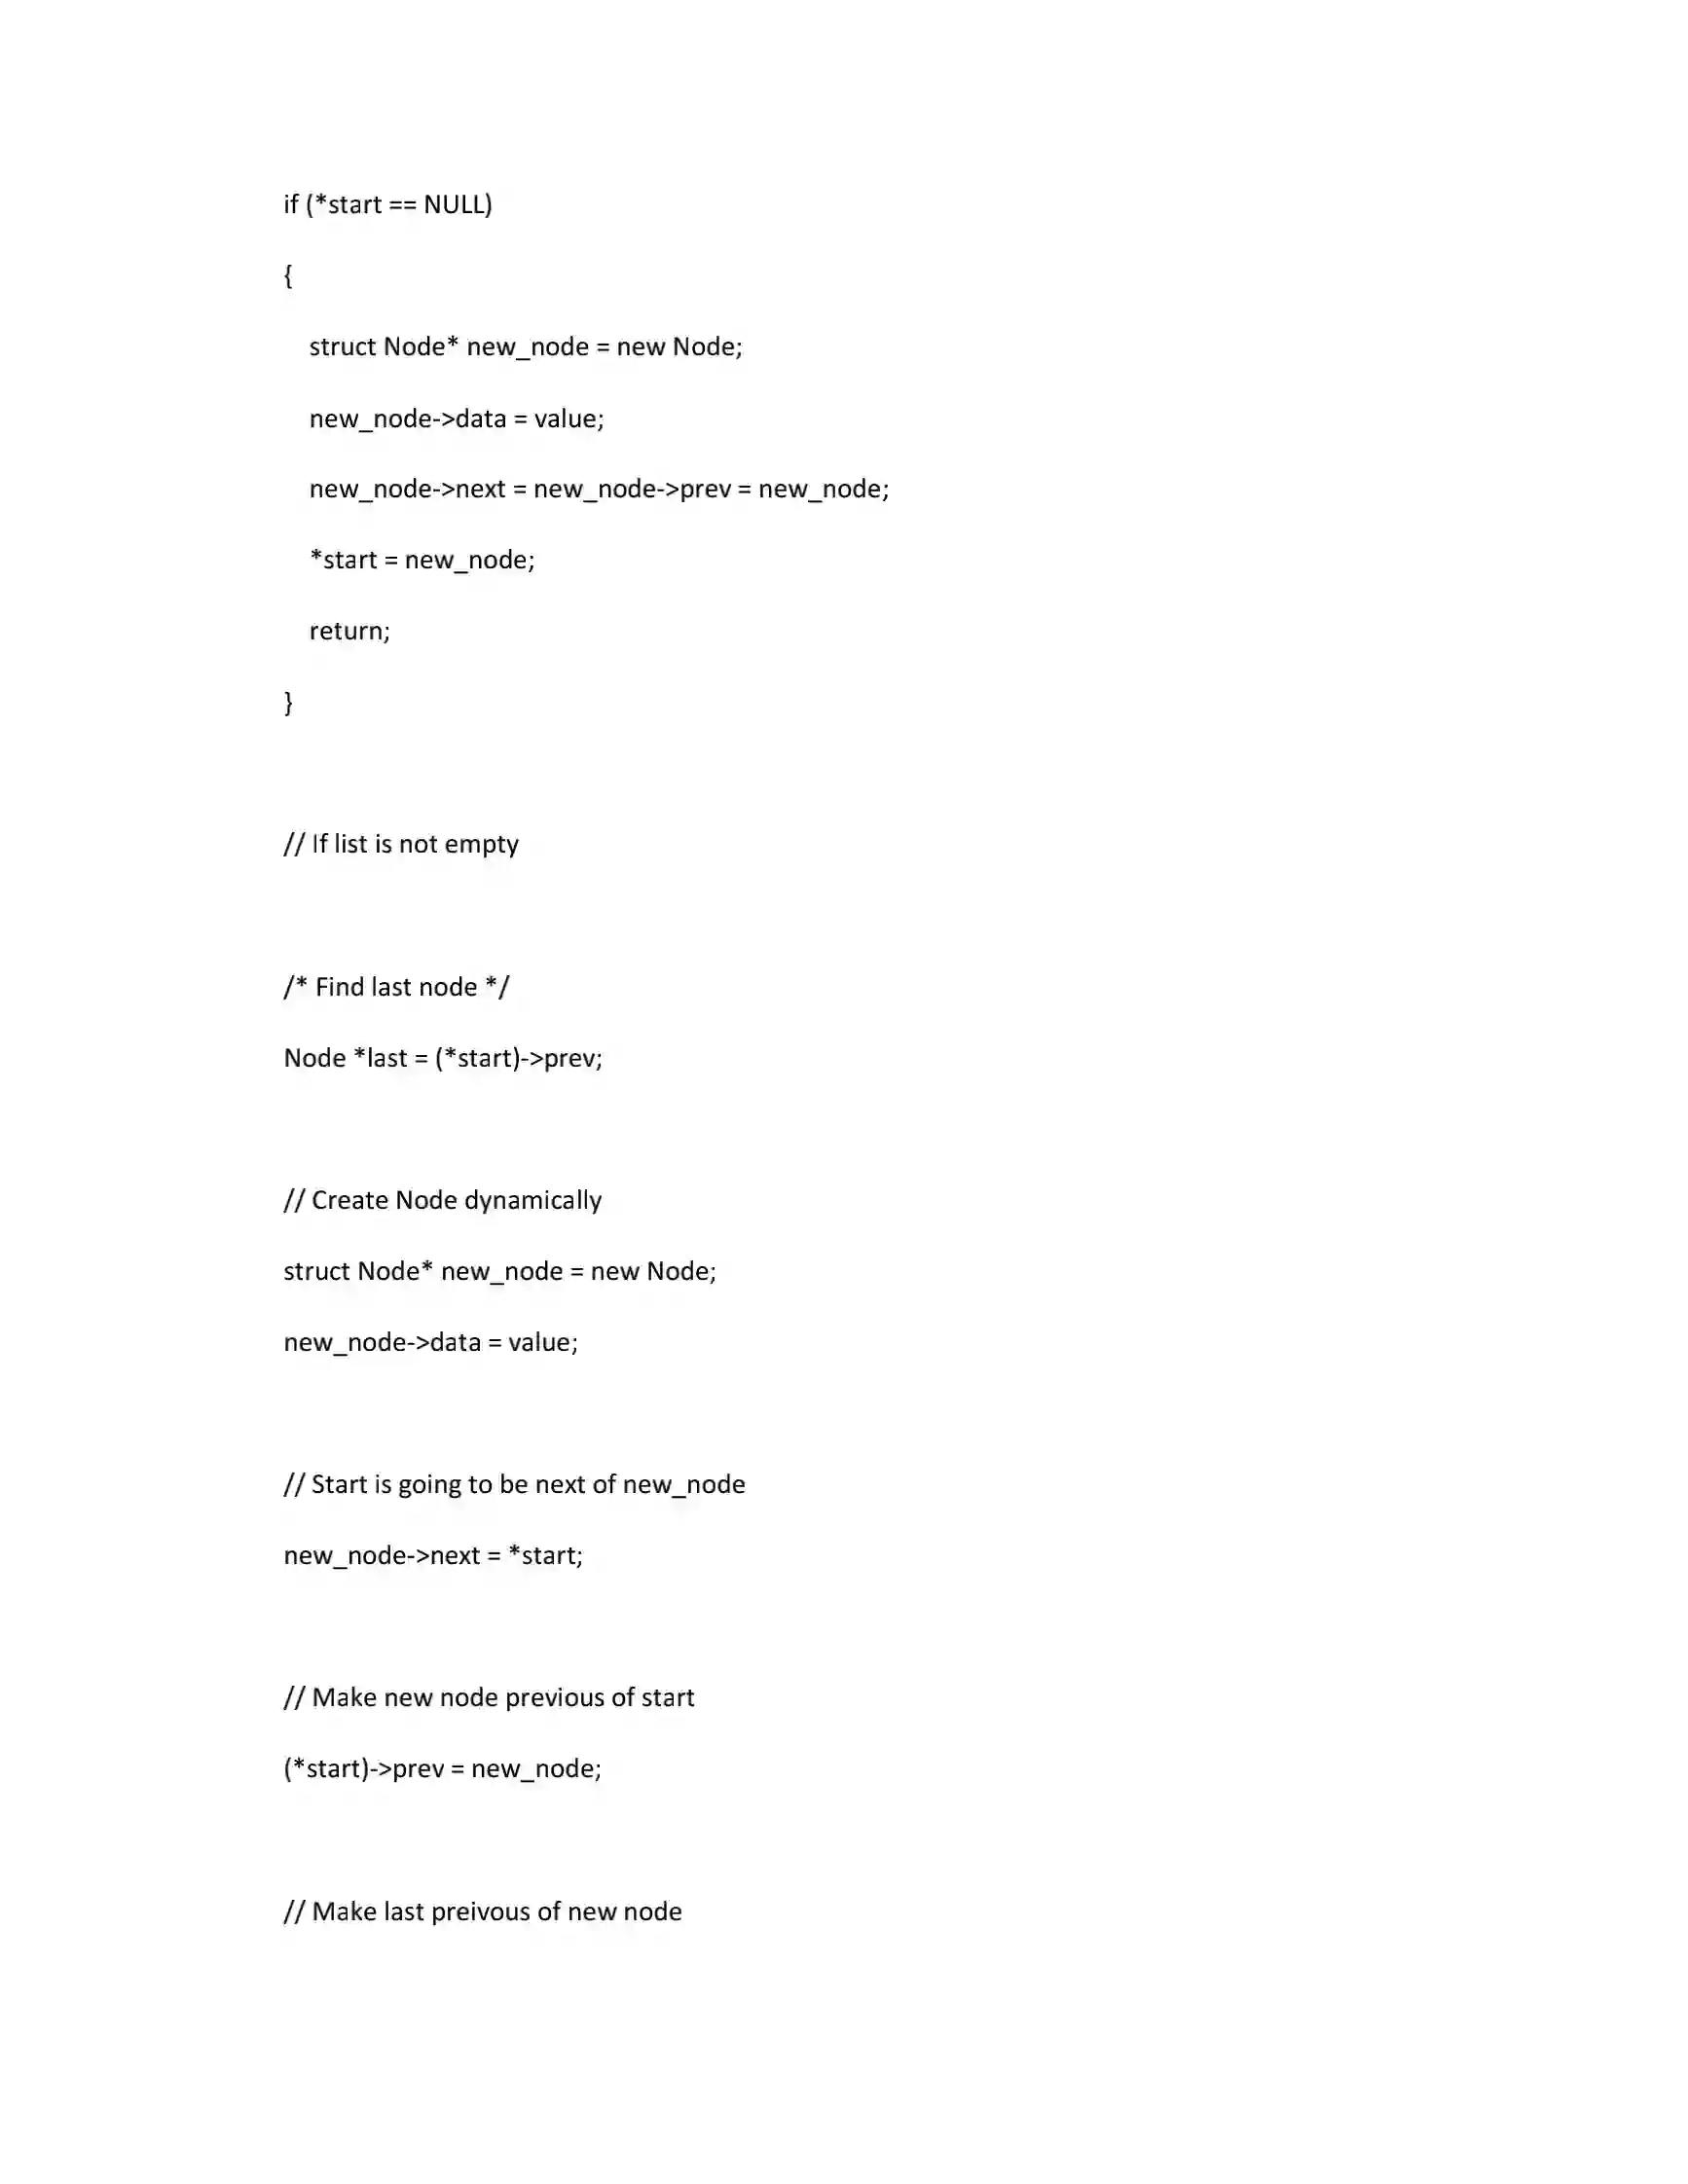 if (*start == NULL)
{
struct Node* new_node = new Node;
new_node->data = value;
new_node->next = new_node->prev = new_node;
*start = new_node;
return;
}
// If list is not empty
/* Find last node */
Node *last = (*start)->prev;
// Create Node dynamically
struct Node* new_node = new Node;
new_node->data = value;
// Start is going to be next of new_node
new_node->next = *start;
// Make new node previous of start
(*start)->prev = new_node;
// Make last preivous of new node